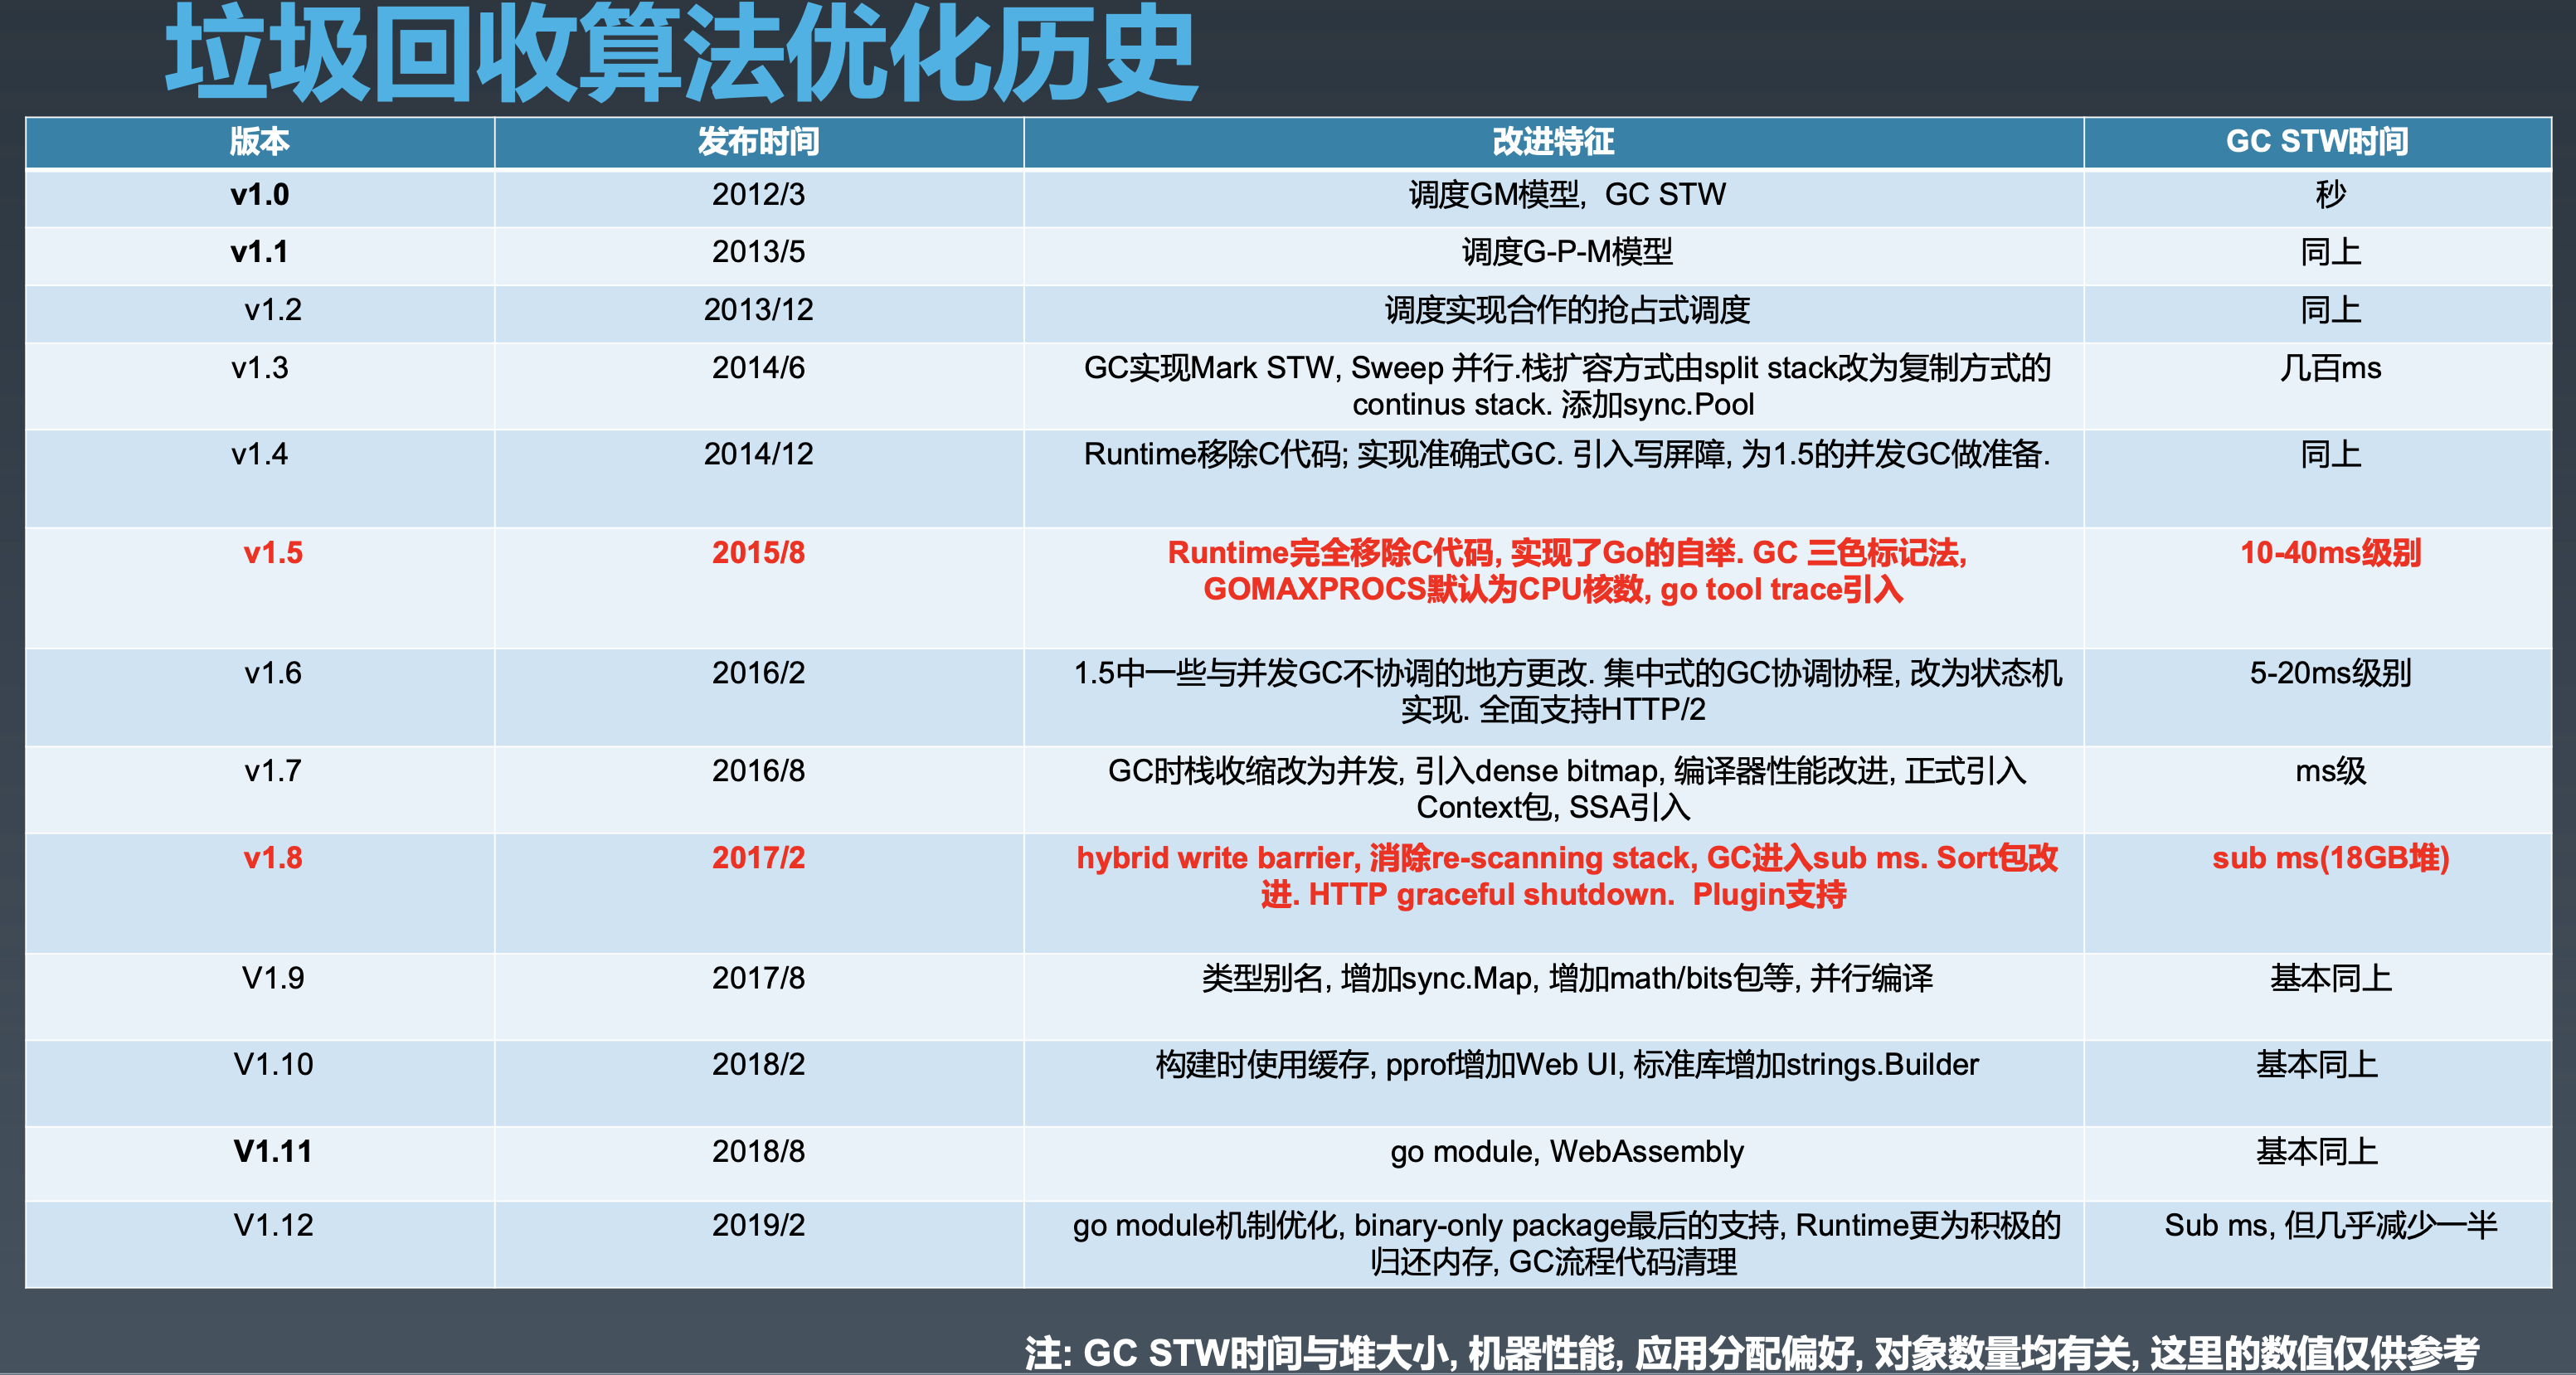 垃圾回收算法优化历史
版本 发布时间 改进特征 GC STW时间
v1.0 2012/3 调度GM模型, GC STW 秒
v1.1 2013/5 调度G-P-M模型 同上
v1.2 2013/12 调度实现合作的抢占式调度 同上
v1.3 2014/6 GC实现Mark STW, Sweep 并行.栈扩容方式由split stack改为复制方式的 几百ms
continus stack. 添加sync.Pool
v1.4 2014/12 Runtime移除C代码; 实现准确式GC. 引入写屏障, 为1.5的并发GC做准备. 同上
v1.5 2015/8 Runtime完全移除C代码, 实现了Go的自举. GC 三色标记法, 10-40ms级别
GOMAXPROCS默认为CPU核数, go tool trace引入
v1.6 2016/2 1.5中一些与并发GC不协调的地方更改. 集中式的GC协调协程, 改为状态机 5-20ms级别
实现. 全面支持HTTP/2
v1.7 2016/8 GC时栈收缩改为并发, 引入dense bitmap, 编译器性能改进, 正式引入 ms级
Context包, SSA引入
v1.8 2017/2 hybrid write barrier, 消除re-scanning stack, GC进入sub ms. Sort包改 sub ms(18GB堆)
进. HTTP graceful shutdown. Plugin支持
V1.9 2017/8 类型别名, 增加sync.Map, 增加math/bits包等, 并行编译 基本同上
V1.10 2018/2 构建时使用缓存, pprof增加Web UI, 标准库增加strings.Builder 基本同上
V1.11 2018/8 go module, WebAssembly 基本同上
V1.12 2019/2 go module机制优化, binary-only package最后的支持, Runtime更为积极的 Sub ms, 但几乎减少一半
归还内存, GC流程代码清理
注: GC STW时间与堆大小, 机器性能, 应用分配偏好, 对象数量均有关, 这里的数值仅供参考